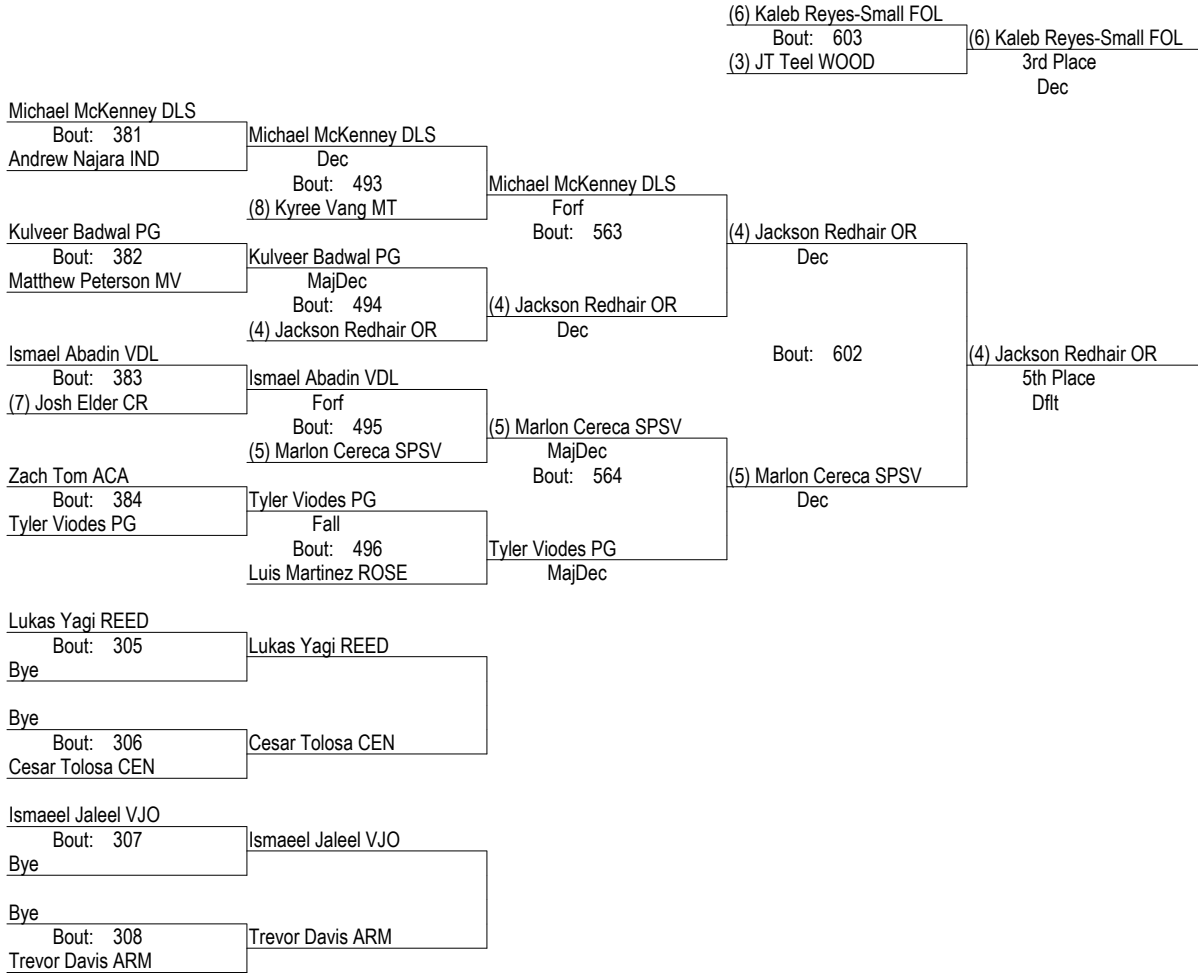 (6) Kaleb Reyes-Small FOL
Bout: 603
(6) Kaleb Reyes-Small FOL
(3) JT Teel WOOD
3rd Place
Dec
Michael McKenney DLS
Bout: 381
Michael McKenney DLS
Andrew Najara IND
Dec
Bout: 493
Michael McKenney DLS
(8) Kyree Vang MT
Forf
Kulveer Badwal PG
Bout: 563
(4) Jackson Redhair OR
Bout: 382
Kulveer Badwal PG
Dec
Matthew Peterson MV
MajDec
Bout: 494
(4) Jackson Redhair OR
(4) Jackson Redhair OR
Dec
Ismael Abadin VDL
Bout: 602
(4) Jackson Redhair OR
Bout: 383
Ismael Abadin VDL
5th Place
(7) Josh Elder CR
Forf
Dflt
Bout: 495
(5) Marlon Cereca SPSV
(5) Marlon Cereca SPSV
MajDec
Zach Tom ACA
Bout: 564
(5) Marlon Cereca SPSV
Bout: 384
Tyler Viodes PG
Dec
Tyler Viodes PG
Fall
Bout: 496
Tyler Viodes PG
Luis Martinez ROSE
MajDec
Lukas Yagi REED
Bout: 305
Lukas Yagi REED
Bye
Bye
Bout: 306
Cesar Tolosa CEN
Cesar Tolosa CEN
Ismaeel Jaleel VJO
Bout: 307
Ismaeel Jaleel VJO
Bye
Bye
Bout: 308
Trevor Davis ARM
Trevor Davis ARM